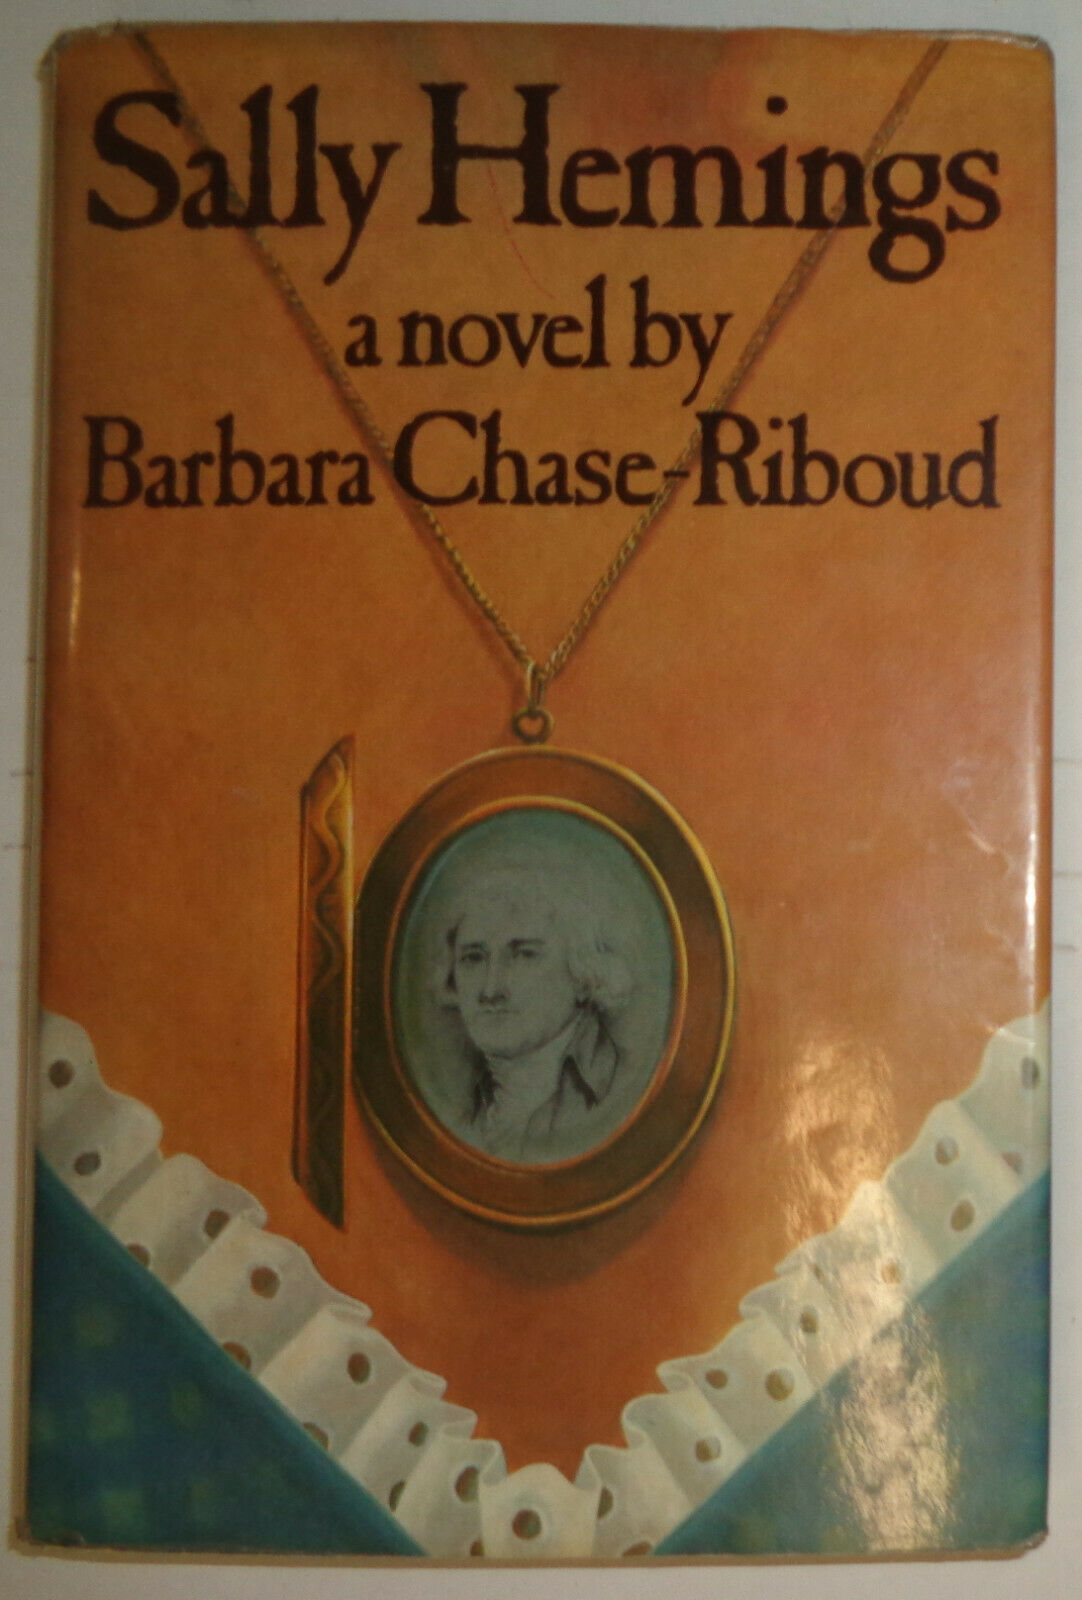 Sally Hemings
a novel by
Barbara Chase-Riboud